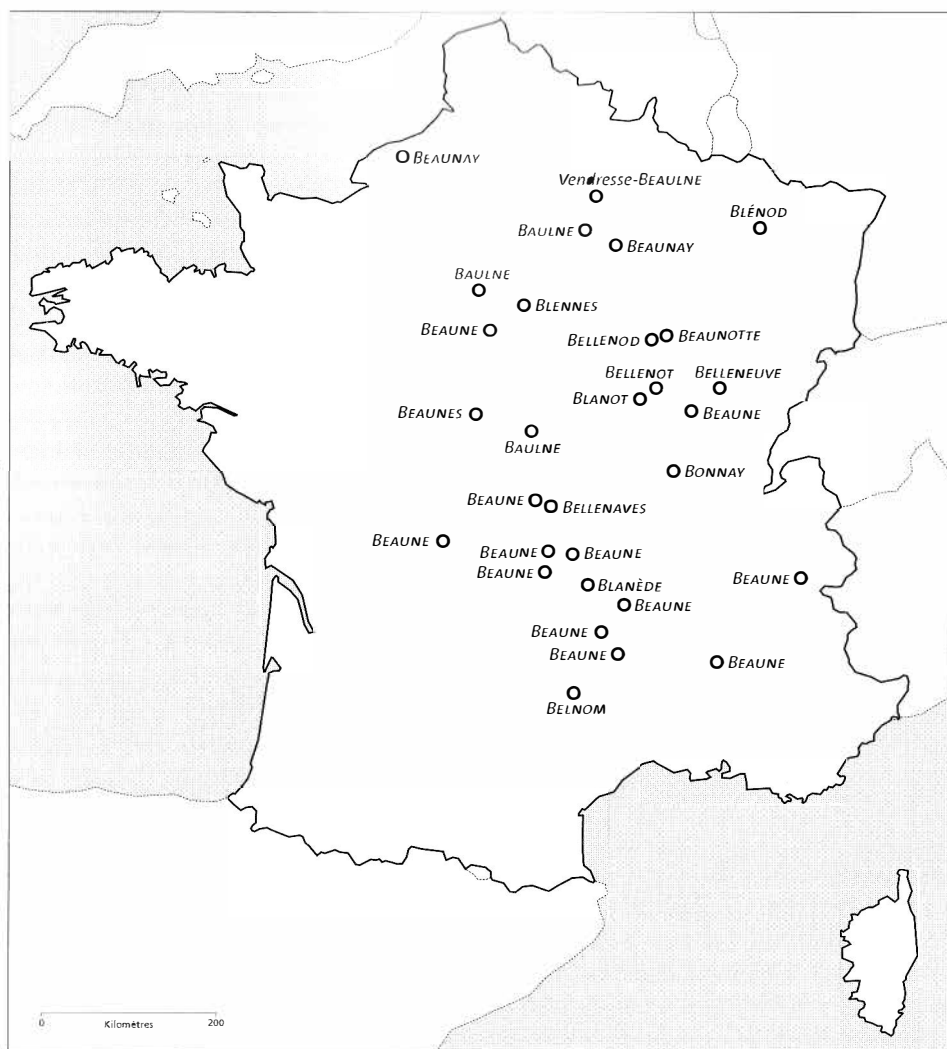 BEAUNAY
Vendresse-BEAULNE
BLÉNOD
BAULNE
BEAUNAY
BAULNE
BLENNES
BEAUNE
BELLENOD
BEAUNOTTE
BELLENOT
BELLENEUVE
BLANOT
BEAUNE
BEAUNES
BAULNE
BONNAY
BEAUNE
BELLENAVES
BEAUNE
BEAUNE
BEAUNE
BEAUNE
BLANÈDE
BEAUNE
BEAUNE
BEAUNE
BEAUNE
BEAUNE
BELNOM
0 Kilomètres 200